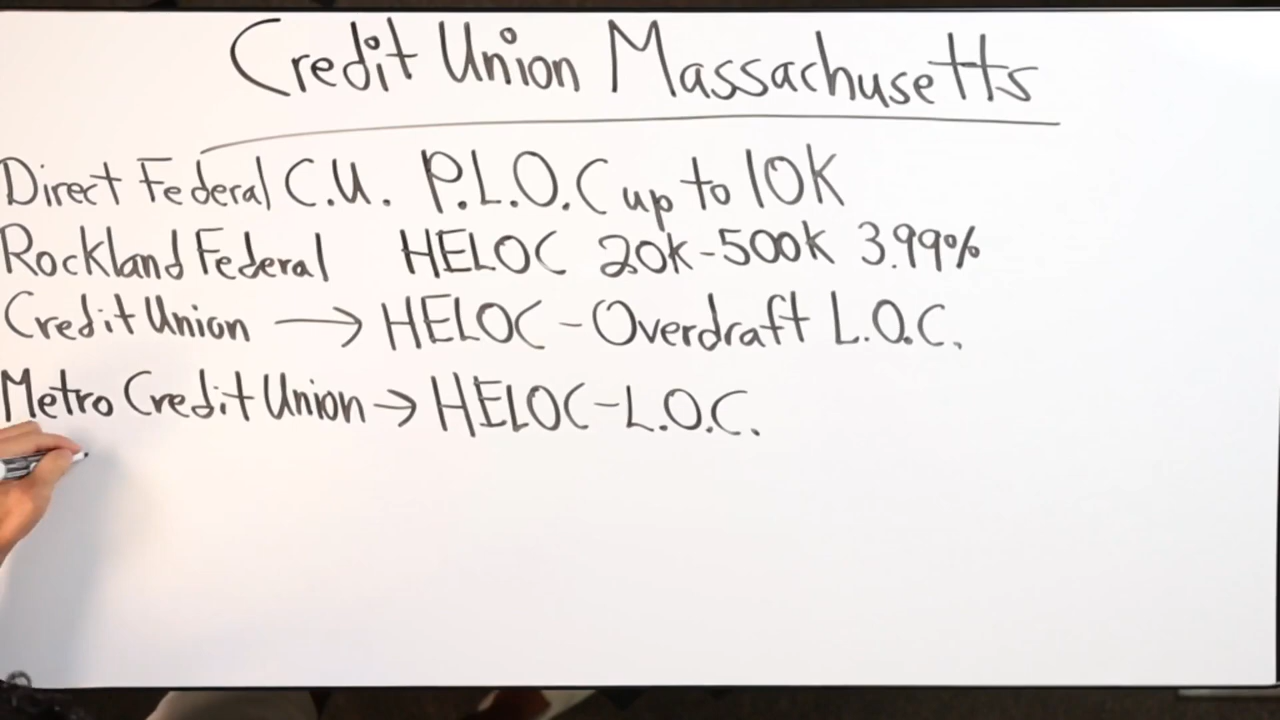 Credit Union Massachusetts
Direct Federal C.U. P.L.O.C up to 10K
Rockland Federal HELOC 20K-500K 3.99%
Credit Union → HELOC - Overdraft L.O.C.
Metro Credit Union → HELOC-L.O.C.